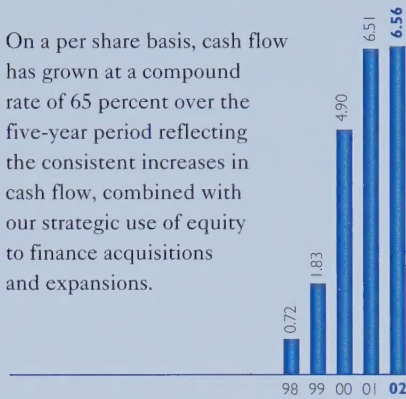 On a per share basis, cash flow
has grown at a compound
rate of 65 percent over the
five-year period reflecting
the consistent increases in
cash flow, combined with
our strategic use of equity
to finance acquisitions
and expansions.
0.72
1.83
4.90
6.51
6.56
98 99 00 01 02